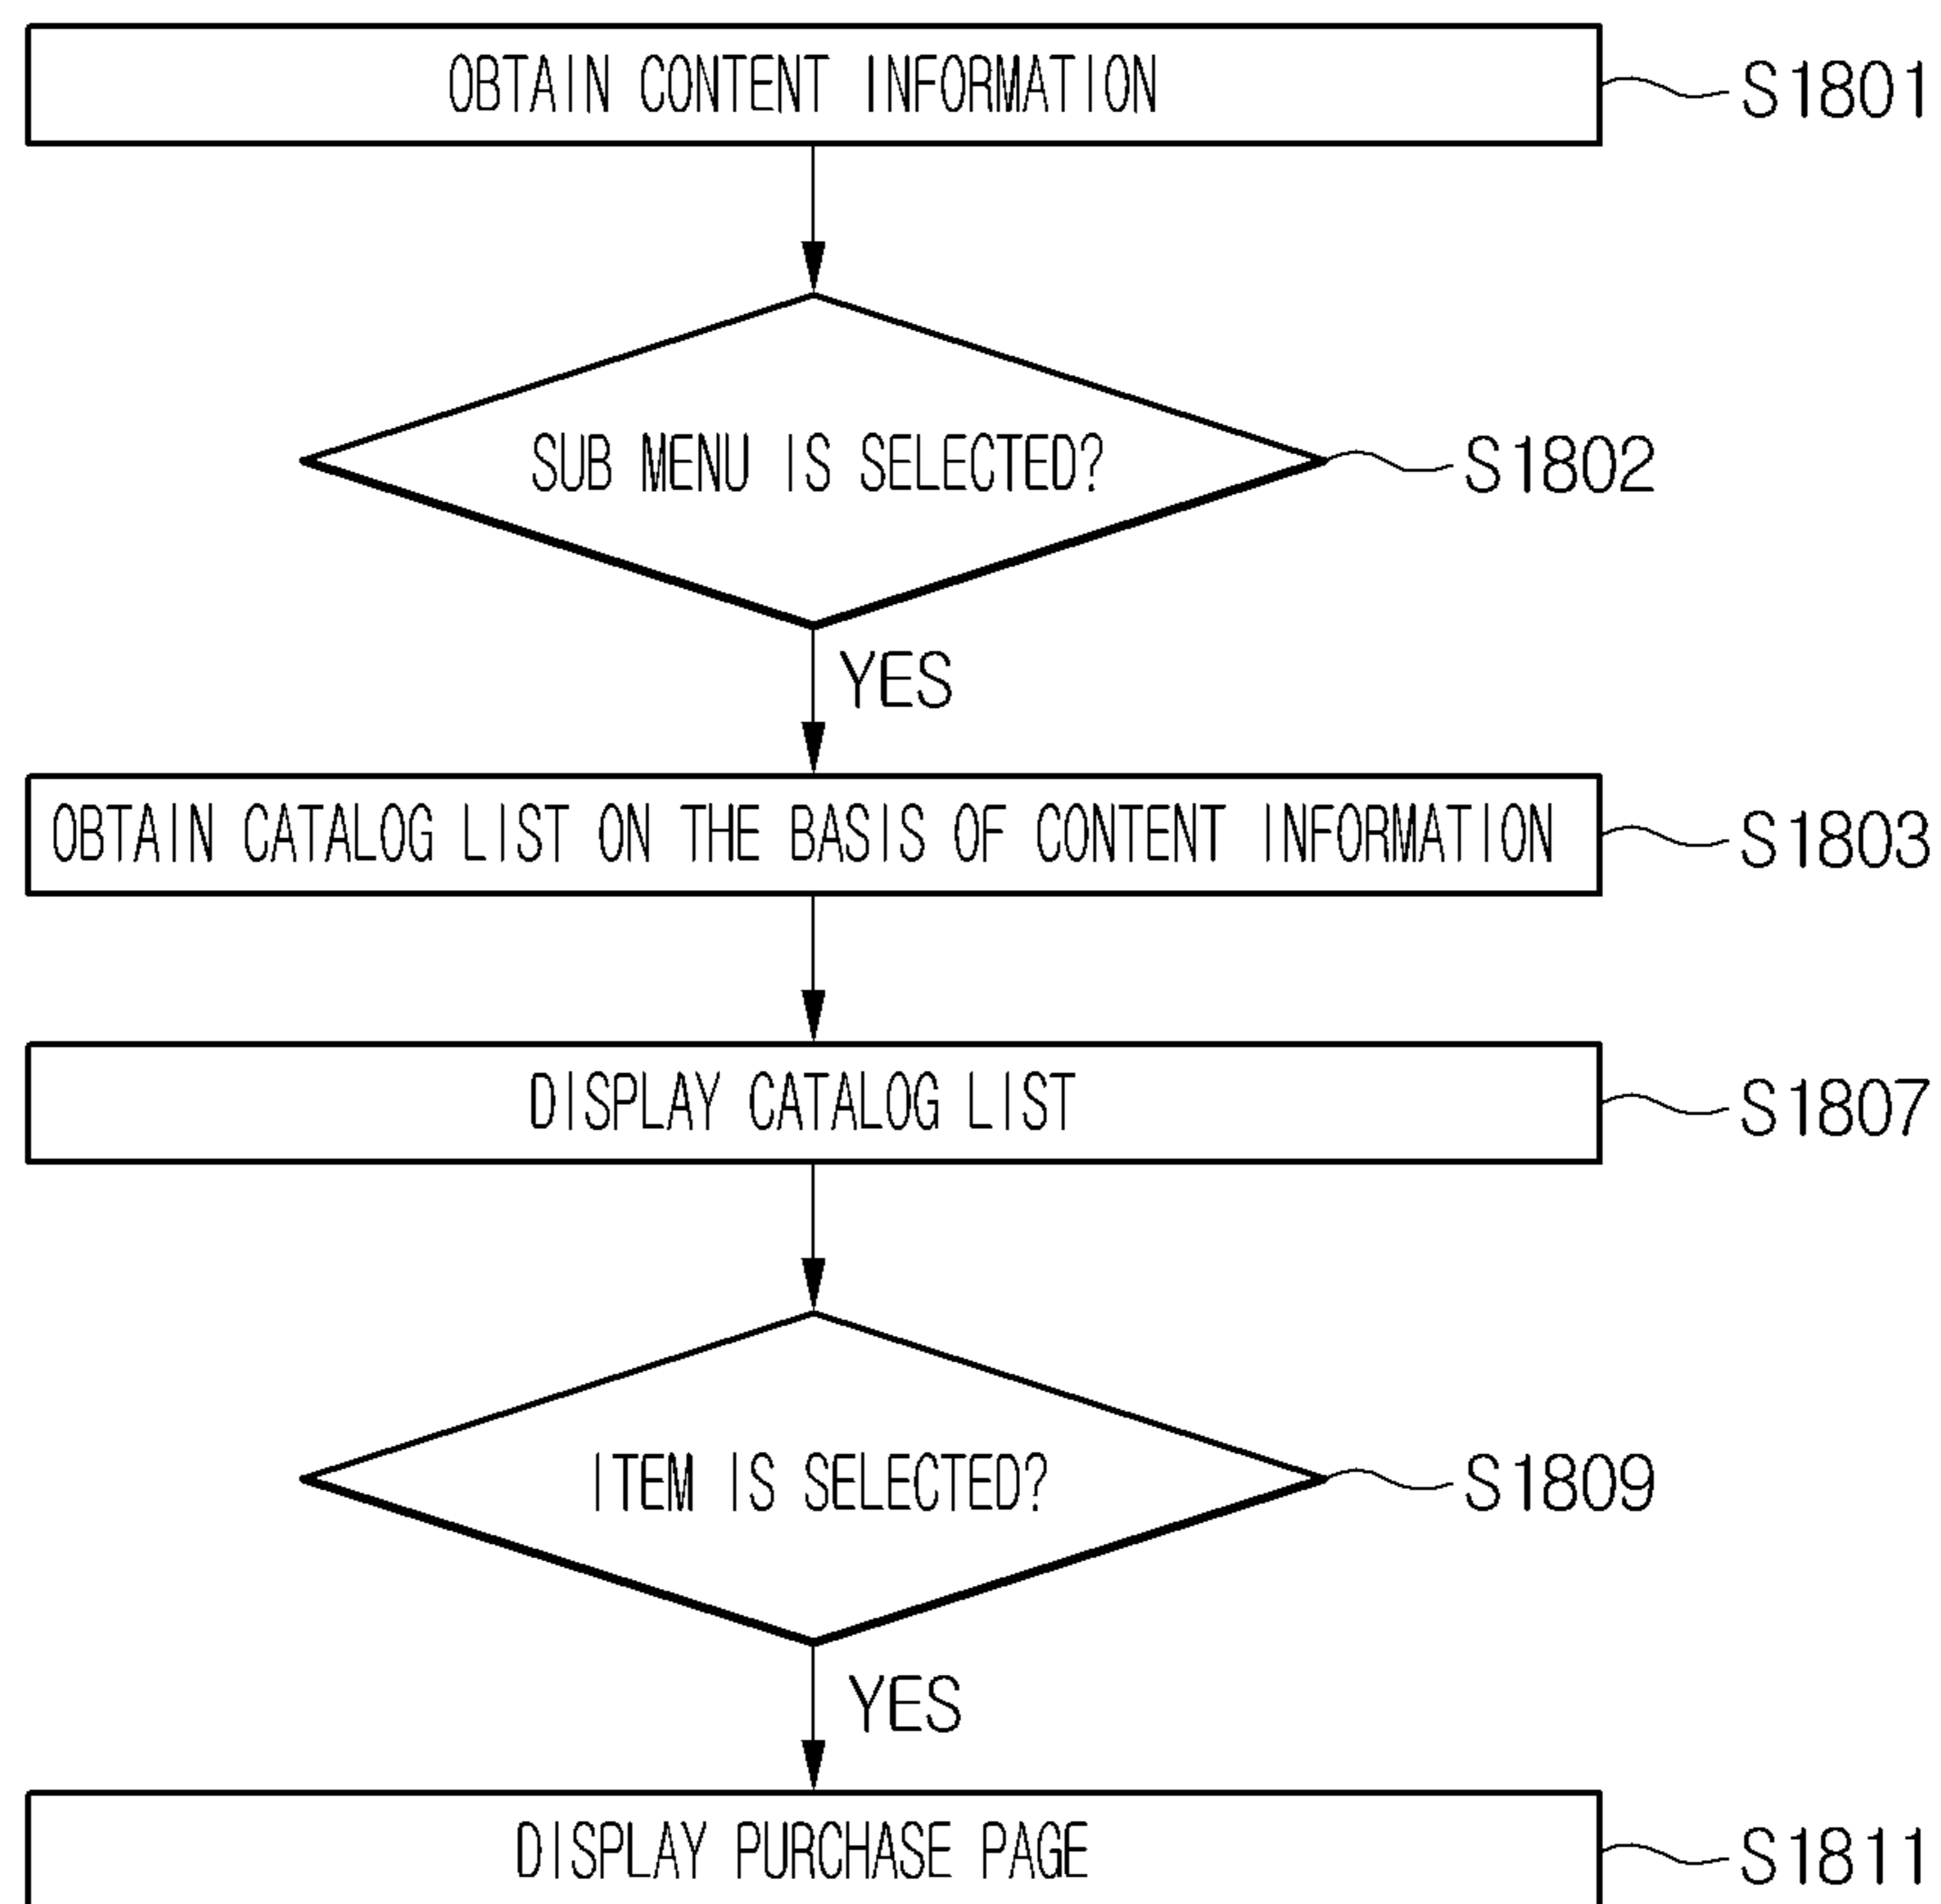 OBTAIN CONTENT INFORMATION
S1801
SUB MENU IS SELECTED?
S1802
YES
OBTAIN CATALOG LIST ON THE BASIS OF CONTENT INFORMATION
S1803
DISPLAY CATALOG LIST
S1807
ITEM IS SELECTED?
S1809
YES
DISPLAY PURCHASE PAGE
S1811